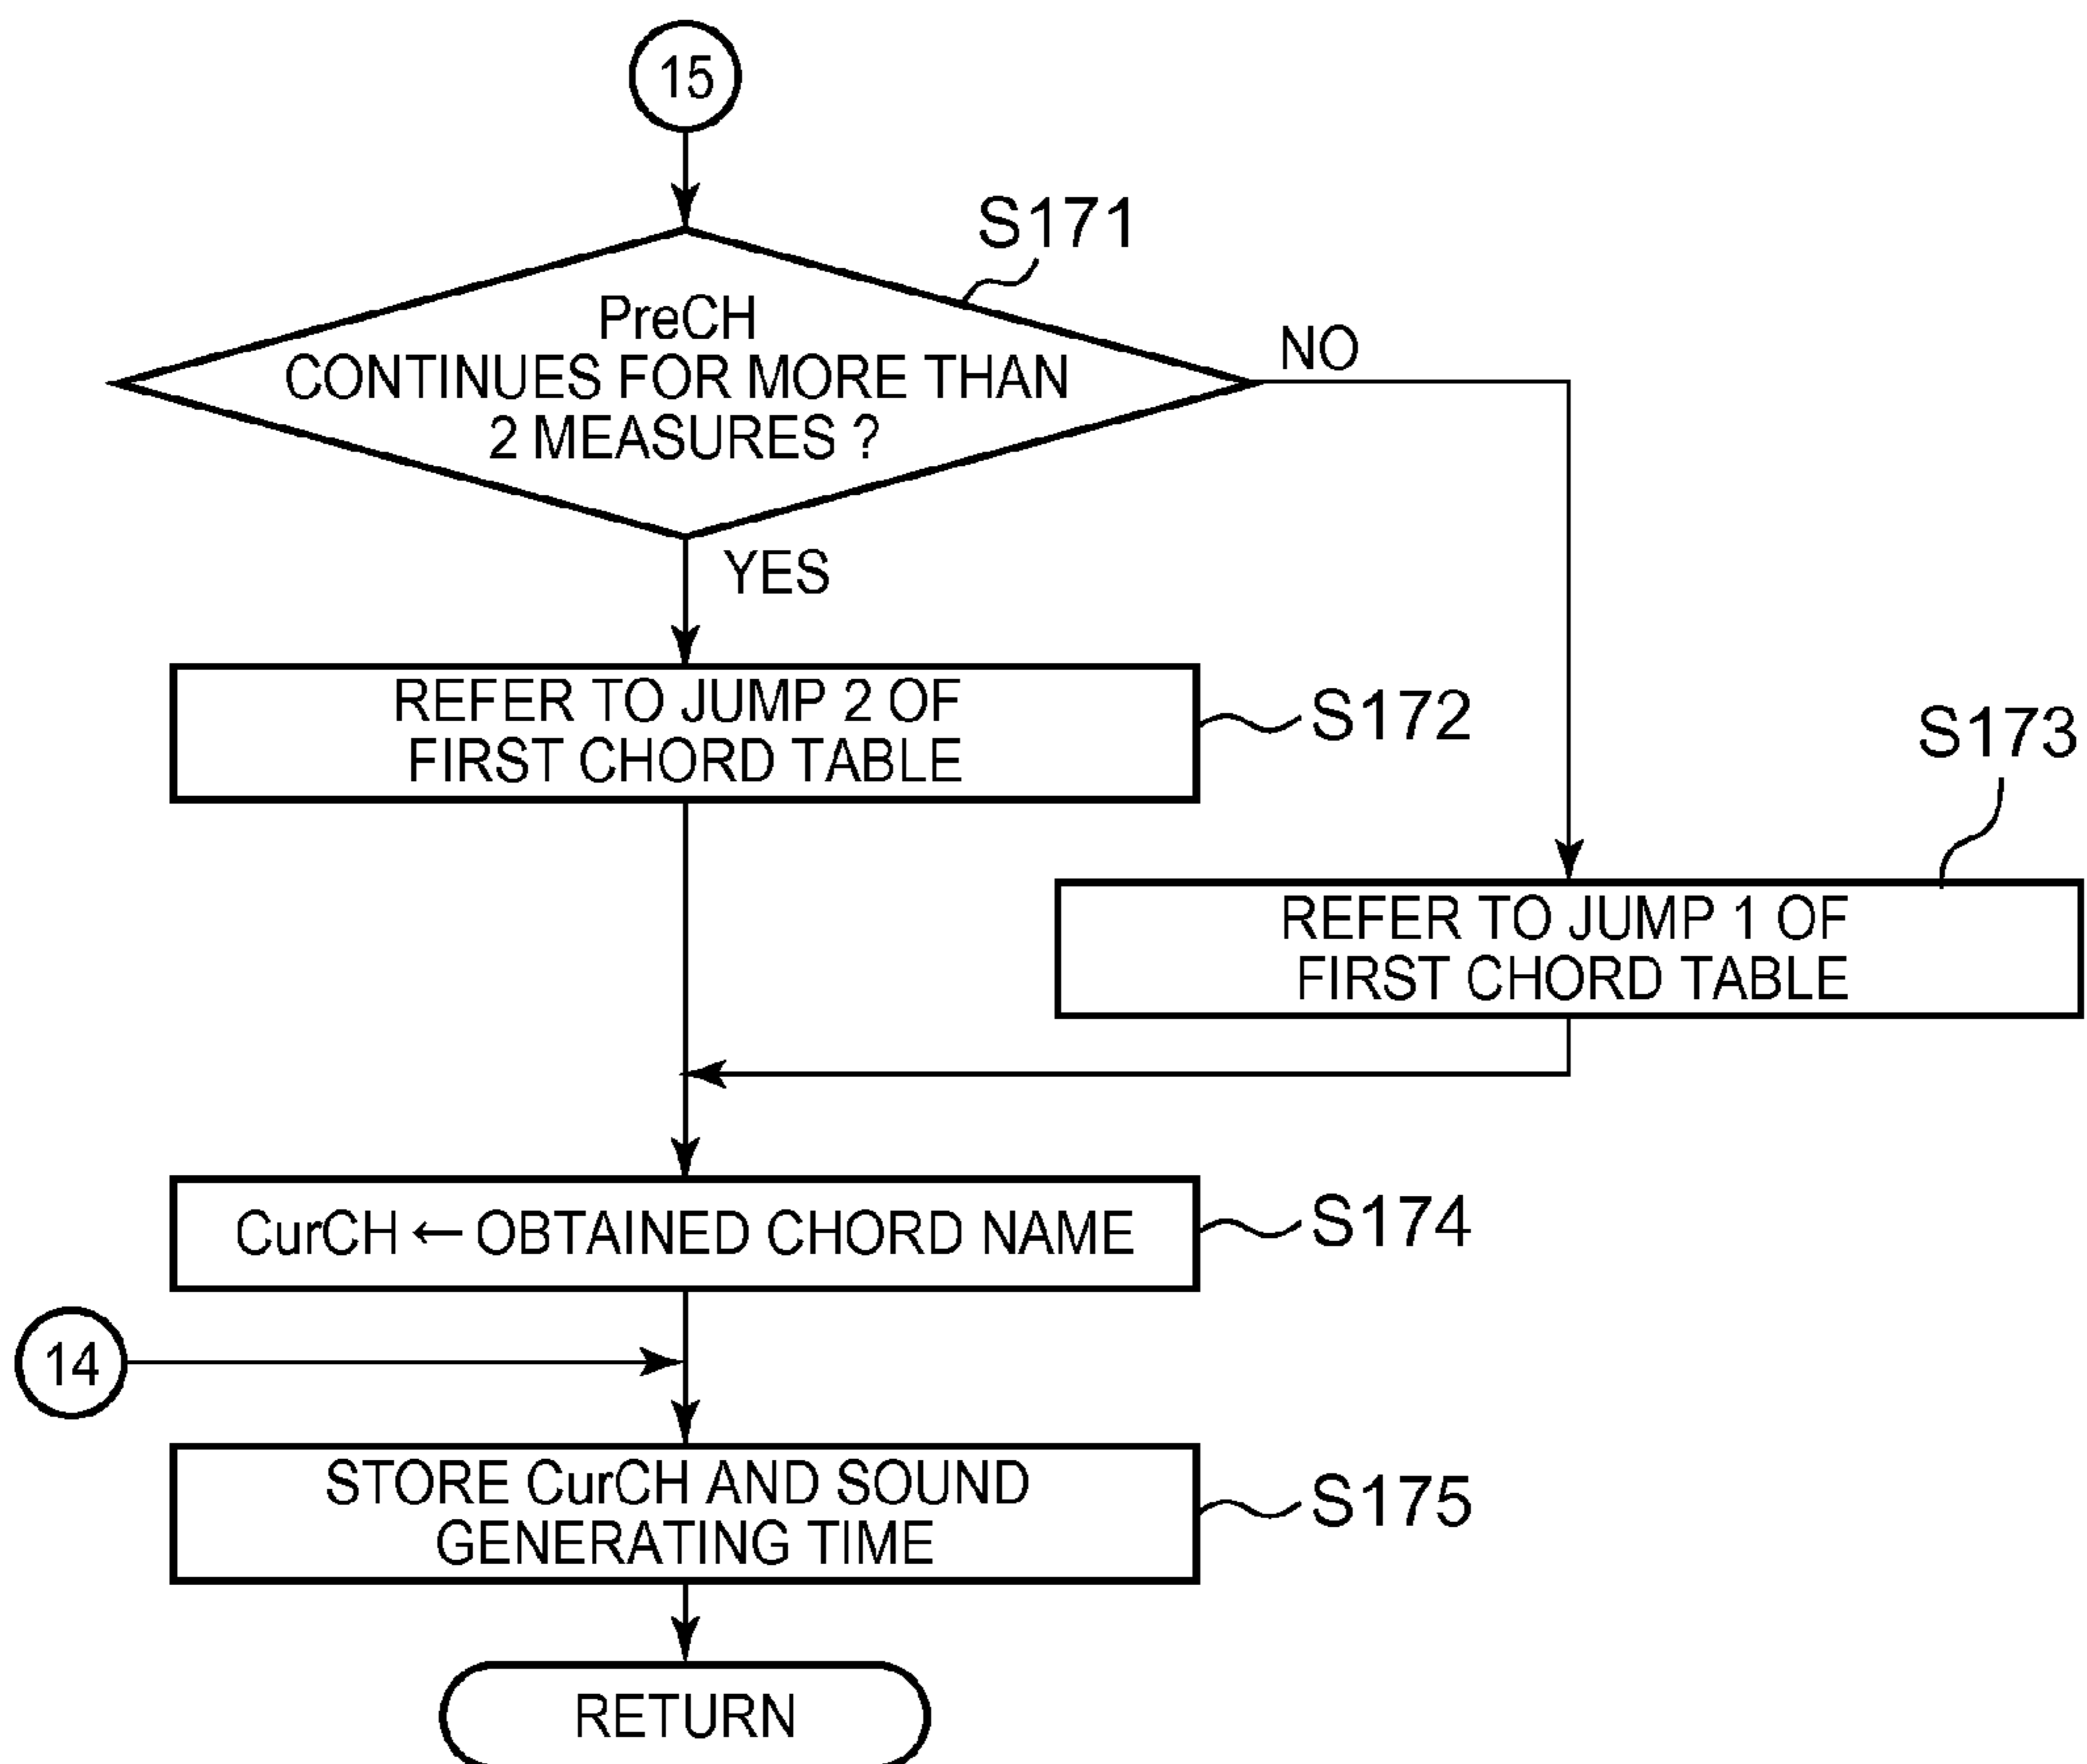 15
S171
PreCH
CONTINUES FOR MORE THAN
2 MEASURES ?
NO
YES
REFER TO JUMP 2 OF
FIRST CHORD TABLE
S172
S173
REFER TO JUMP 1 OF
FIRST CHORD TABLE
CurCH ← OBTAINED CHORD NAME
S174
14
STORE CurCH AND SOUND
GENERATING TIME
S175
RETURN